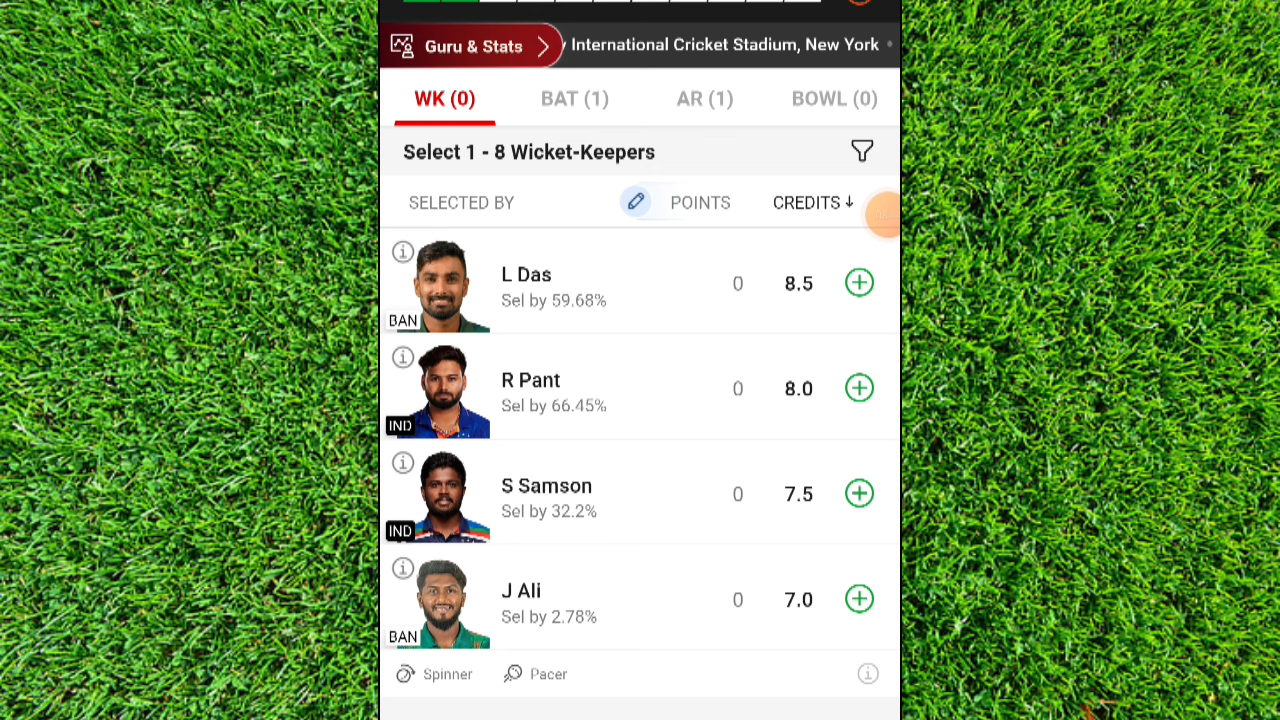 Guru & Stats
International Cricket Stadium, New York
WK (0) BAT (1) AR (1) BOWL (0)
Select 1 - 8 Wicket-Keepers
SELECTED BY POINTS CREDITS
L Das
Sel by 59.68%
0 8.5
BAN
R Pant
Sel by 66.45%
0 8.0
IND
S Samson
Sel by 32.2%
0 7.5
IND
J Ali
Sel by 2.78%
0 7.0
BAN
Spinner Pacer